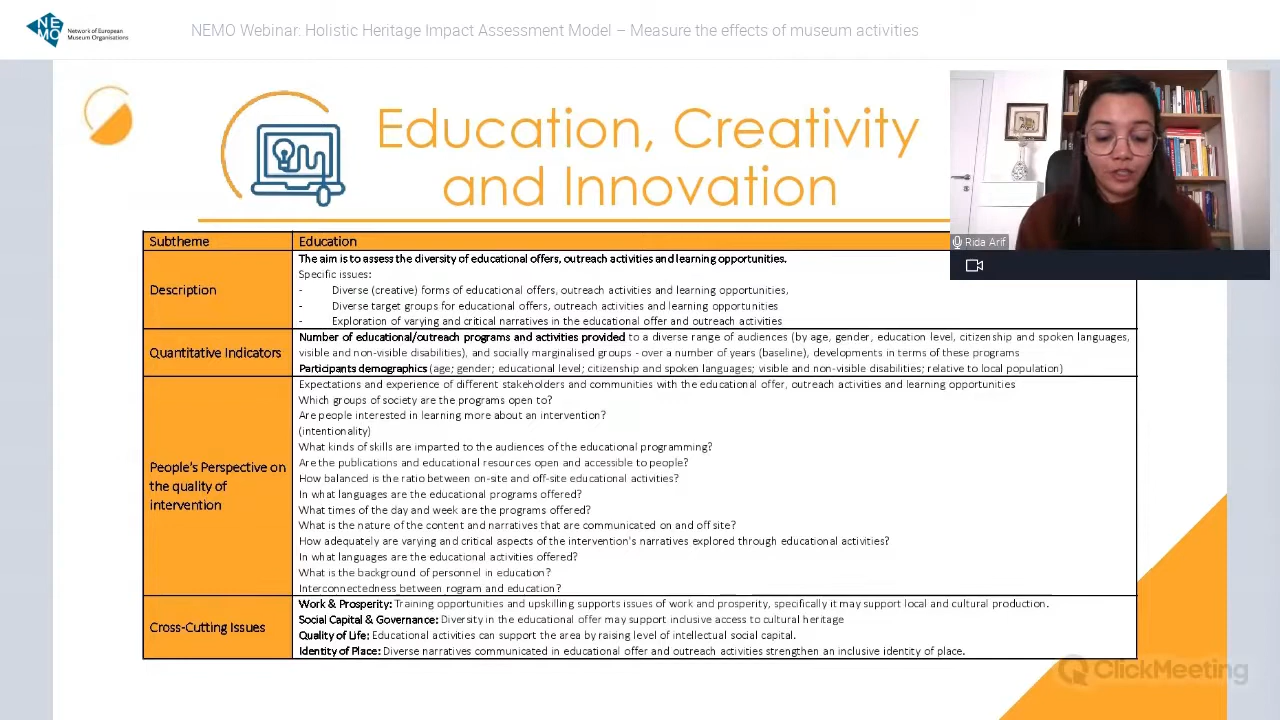 NEMO
Network of European
Museum Organisations
NEMO Webinar: Holistic Heritage Impact Assessment Model – Measure the effects of museum activities
Education, Creativity
and Innovation
Rida Arif
Subtheme
Education
Description
The aim is to assess the diversity of educational offers, outreach activities and learning opportunities.
Specific issues:
- Diverse (creative) forms of educational offers, outreach activities and learning opportunities,
- Diverse target groups for educational offers, outreach activities and learning opportunities
- Exploration of varying and critical narratives in the educational offer and outreach activities
Quantitative Indicators
Number of educational/outreach programs and activities provided to a diverse range of audiences (by age, gender, education level, citizenship and spoken languages,
visible and non-visible disabilities), and socially marginalised groups - over a number of years (baseline), developments in terms of these programs
Participants demographics (age; gender; educational level; citizenship and spoken languages; visible and non-visible disabilities; relative to local population)
People's Perspective on
the quality of
intervention
Expectations and experience of different stakeholders and communities with the educational offer, outreach activities and learning opportunities
Which groups of society are the programs open to?
Are people interested in learning more about an intervention?
(intentionality)
What kinds of skills are imparted to the audiences of the educational programming?
Are the publications and educational resources open and accessible to people?
How balanced is the ratio between on-site and off-site educational activities?
In what languages are the educational programs offered?
What times of the day and week are the programs offered?
What is the nature of the content and narratives that are communicated on and off site?
How adequately are varying and critical aspects of the intervention's narratives explored through educational activities?
In what languages are the educational activities offered?
What is the background of personnel in education?
Interconnectedness between rogram and education?
Cross-Cutting Issues
Work & Prosperity: Training opportunities and upskilling supports issues of work and prosperity, specifically it may support local and cultural production.
Social Capital & Governance: Diversity in the educational offer may support inclusive access to cultural heritage
Quality of Life: Educational activities can support the area by raising level of intellectual social capital.
Identity of Place: Diverse narratives communicated in educational offer and outreach activities strengthen an inclusive identity of place.
ClickMeeting